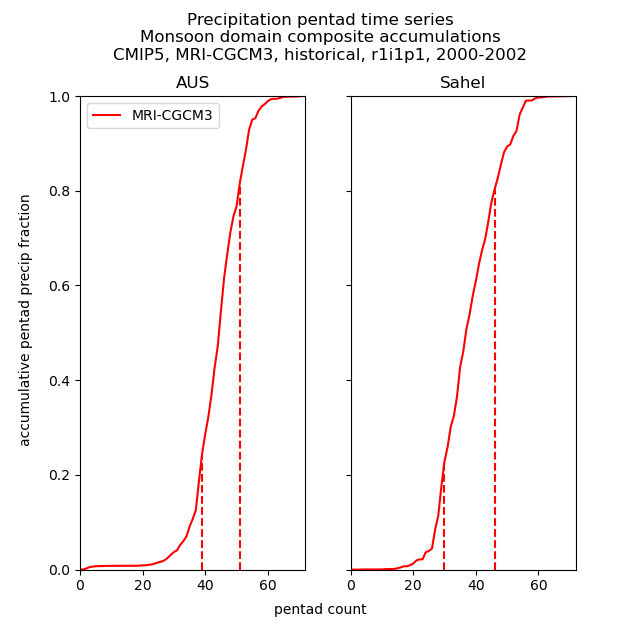 Precipitation pentad time series
Monsoon domain composite accumulations
CMIP5, MRI-CGCM3, historical, r1i1p1, 2000-2002
AUS
Sahel
MRI-CGCM3
accumulative pentad precip fraction
1.0
0.8
0.6
0.4
0.2
0.0
0 20 40 60
0 20 40 60
pentad count